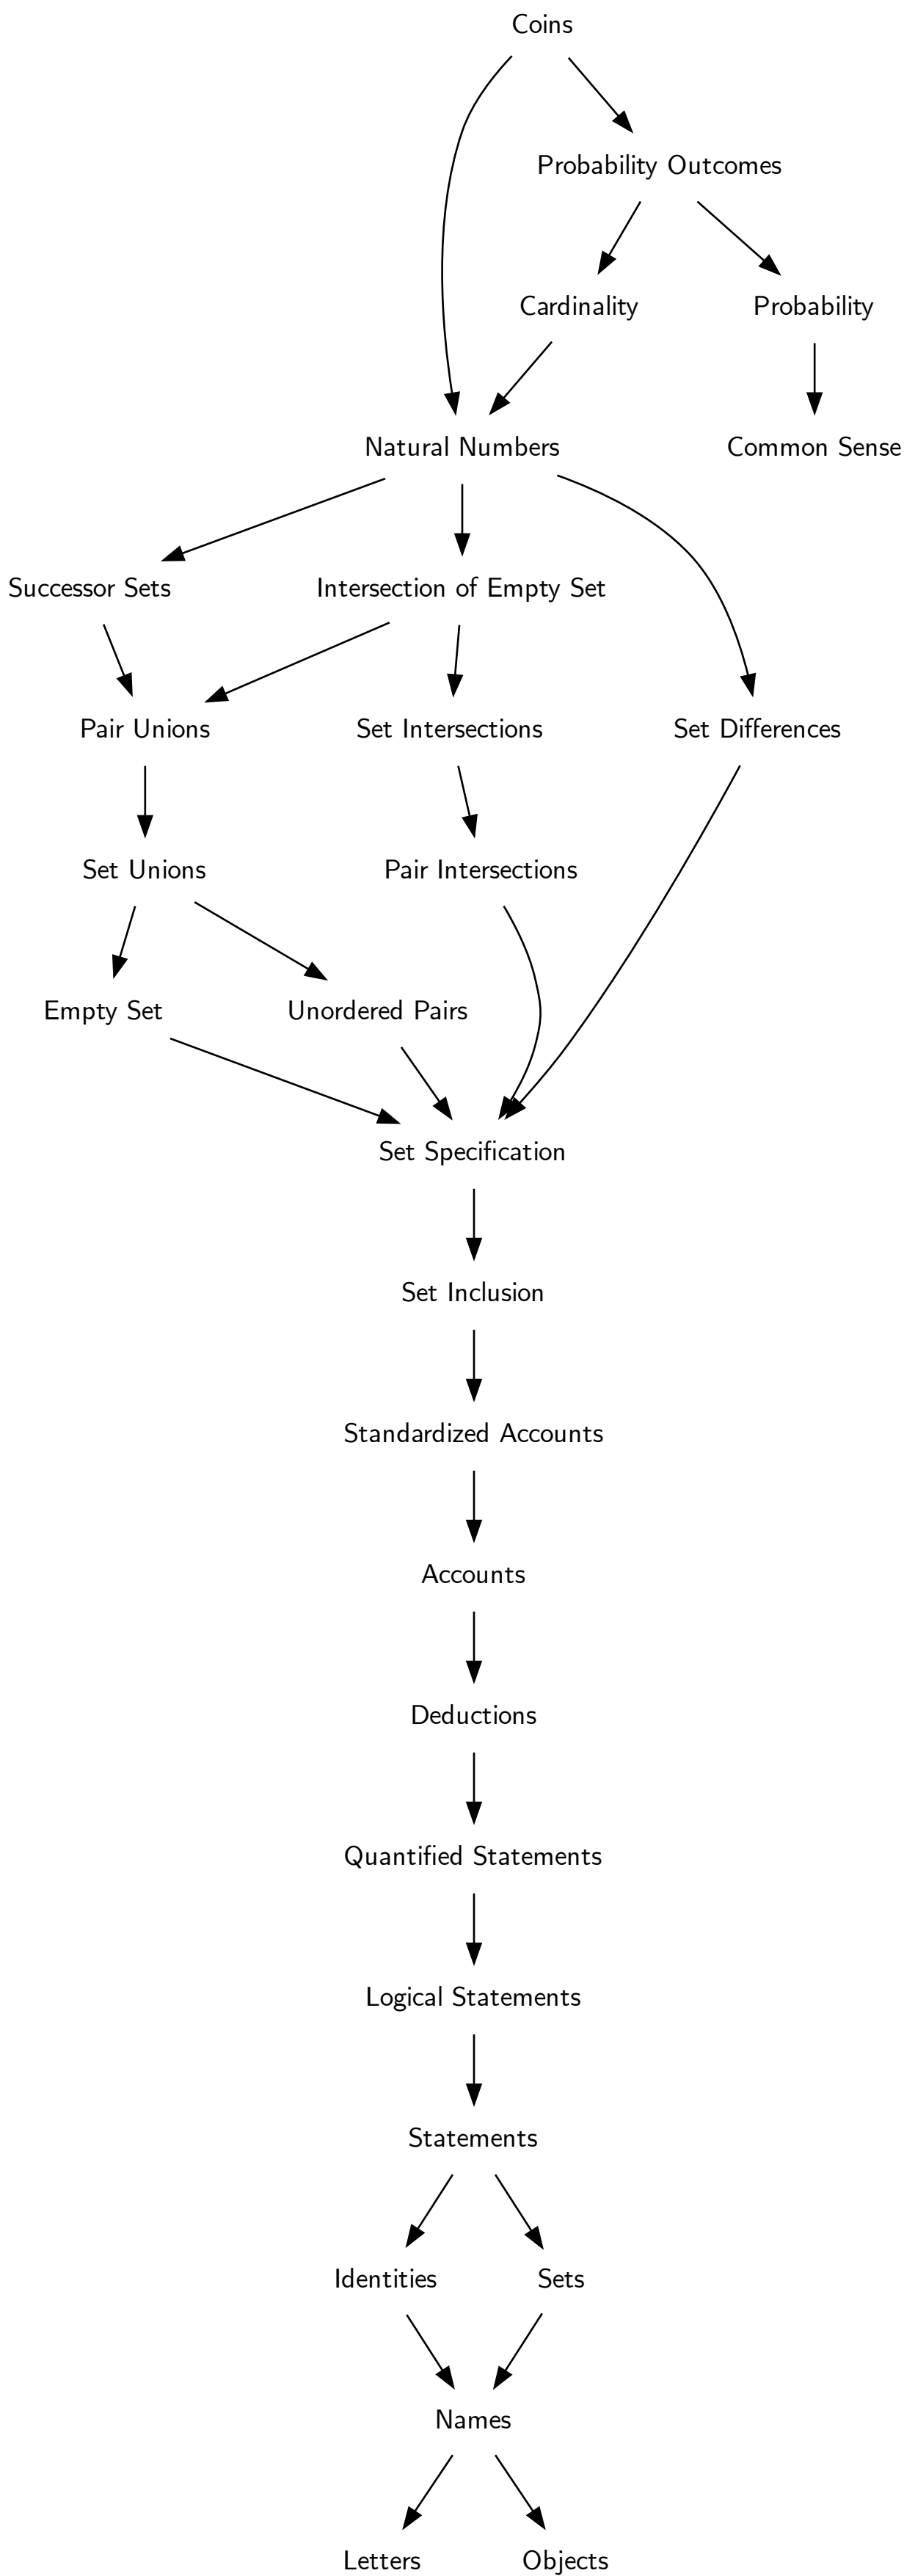 Coins
Probability Outcomes
Cardinality
Probability
Natural Numbers
Common Sense
Successor Sets
Intersection of Empty Set
Pair Unions
Set Intersections
Set Differences
Set Unions
Pair Intersections
Empty Set
Unordered Pairs
Set Specification
Set Inclusion
Standardized Accounts
Accounts
Deductions
Quantified Statements
Logical Statements
Statements
Identities
Sets
Names
Letters
Objects